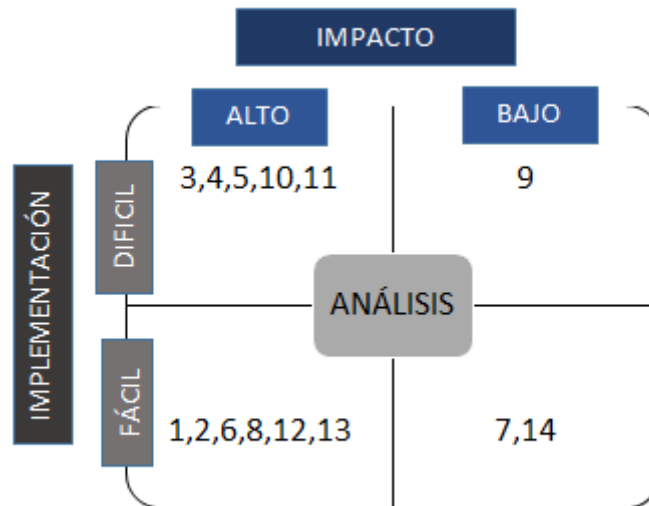 IMPACTO
ALTO
BAJO
3,4,5,10,11
9
IMPLEMENTACIÓN
DIFICIL
ANÁLISIS
FÁCIL
1,2,6,8,12,13
7,14